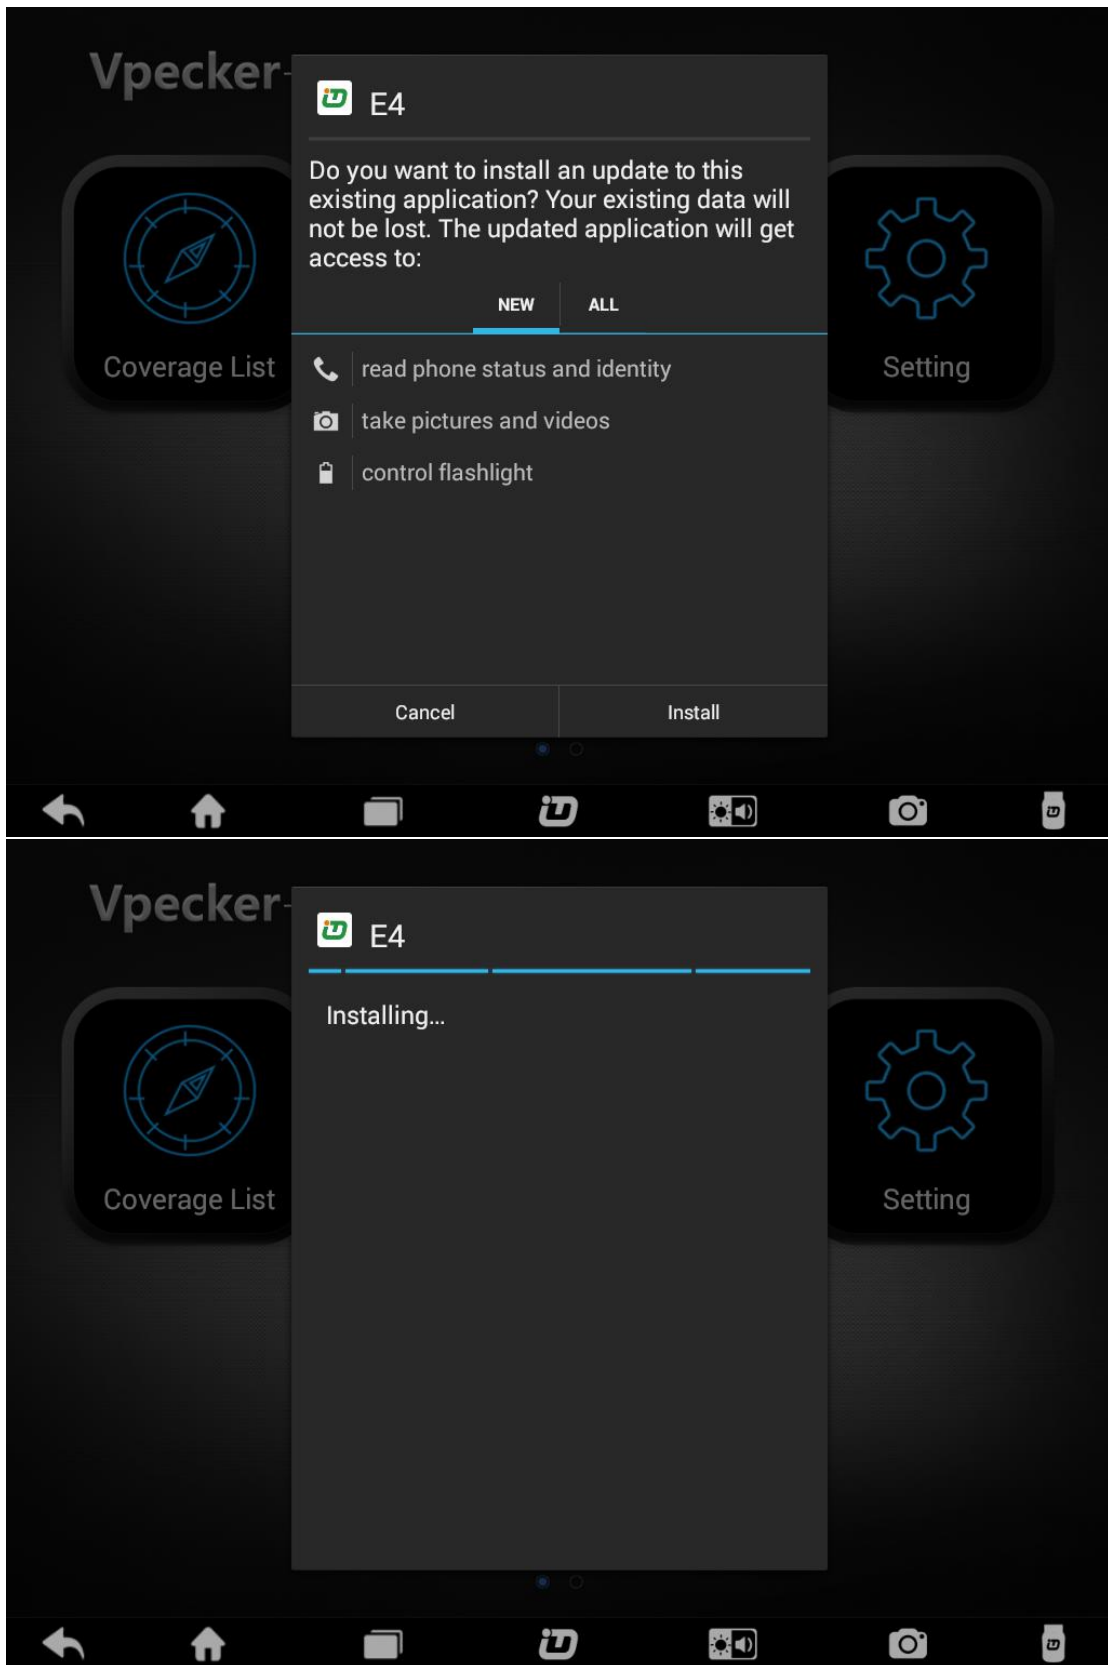 Vpecker-
E4
Do you want to install an update to this
existing application? Your existing data will
not be lost. The updated application will get
access to:
NEW ALL
read phone status and identity
take pictures and videos
control flashlight
Coverage List
Setting
Cancel Install
Vpecker-
E4
Installing...
Coverage List
Setting